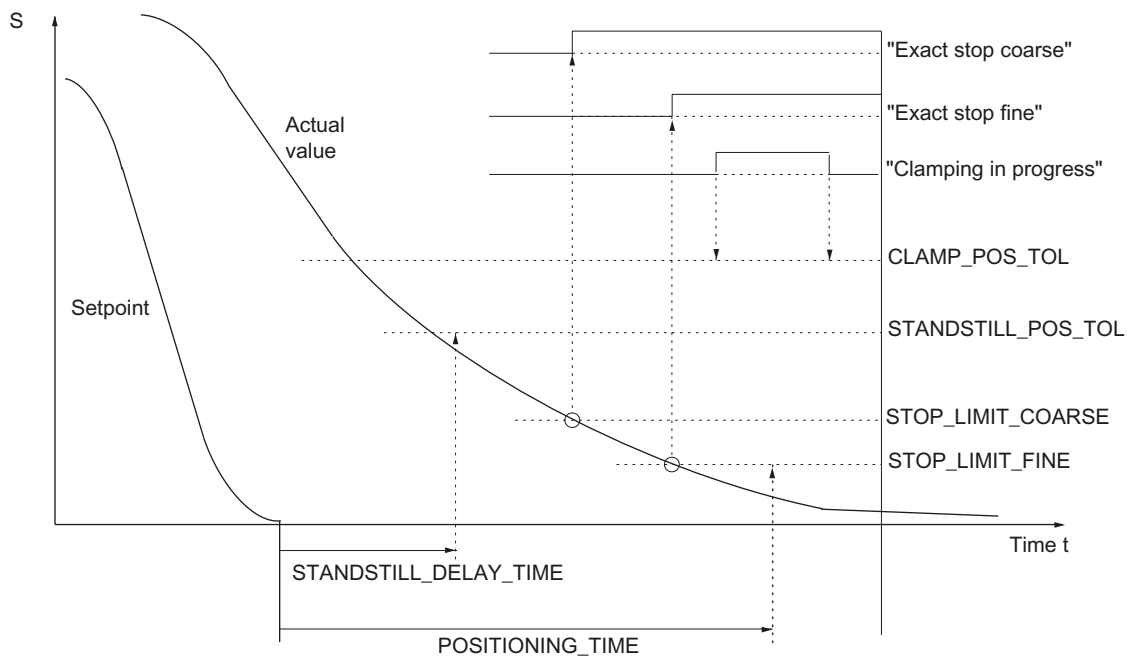 S
"Exact stop coarse"
"Exact stop fine"
Actual
value
"Clamping in progress"
CLAMP_POS_TOL
Setpoint
STANDSTILL_POS_TOL
STOP_LIMIT_COARSE
STOP_LIMIT_FINE
Time t
STANDSTILL_DELAY_TIME
POSITIONING_TIME